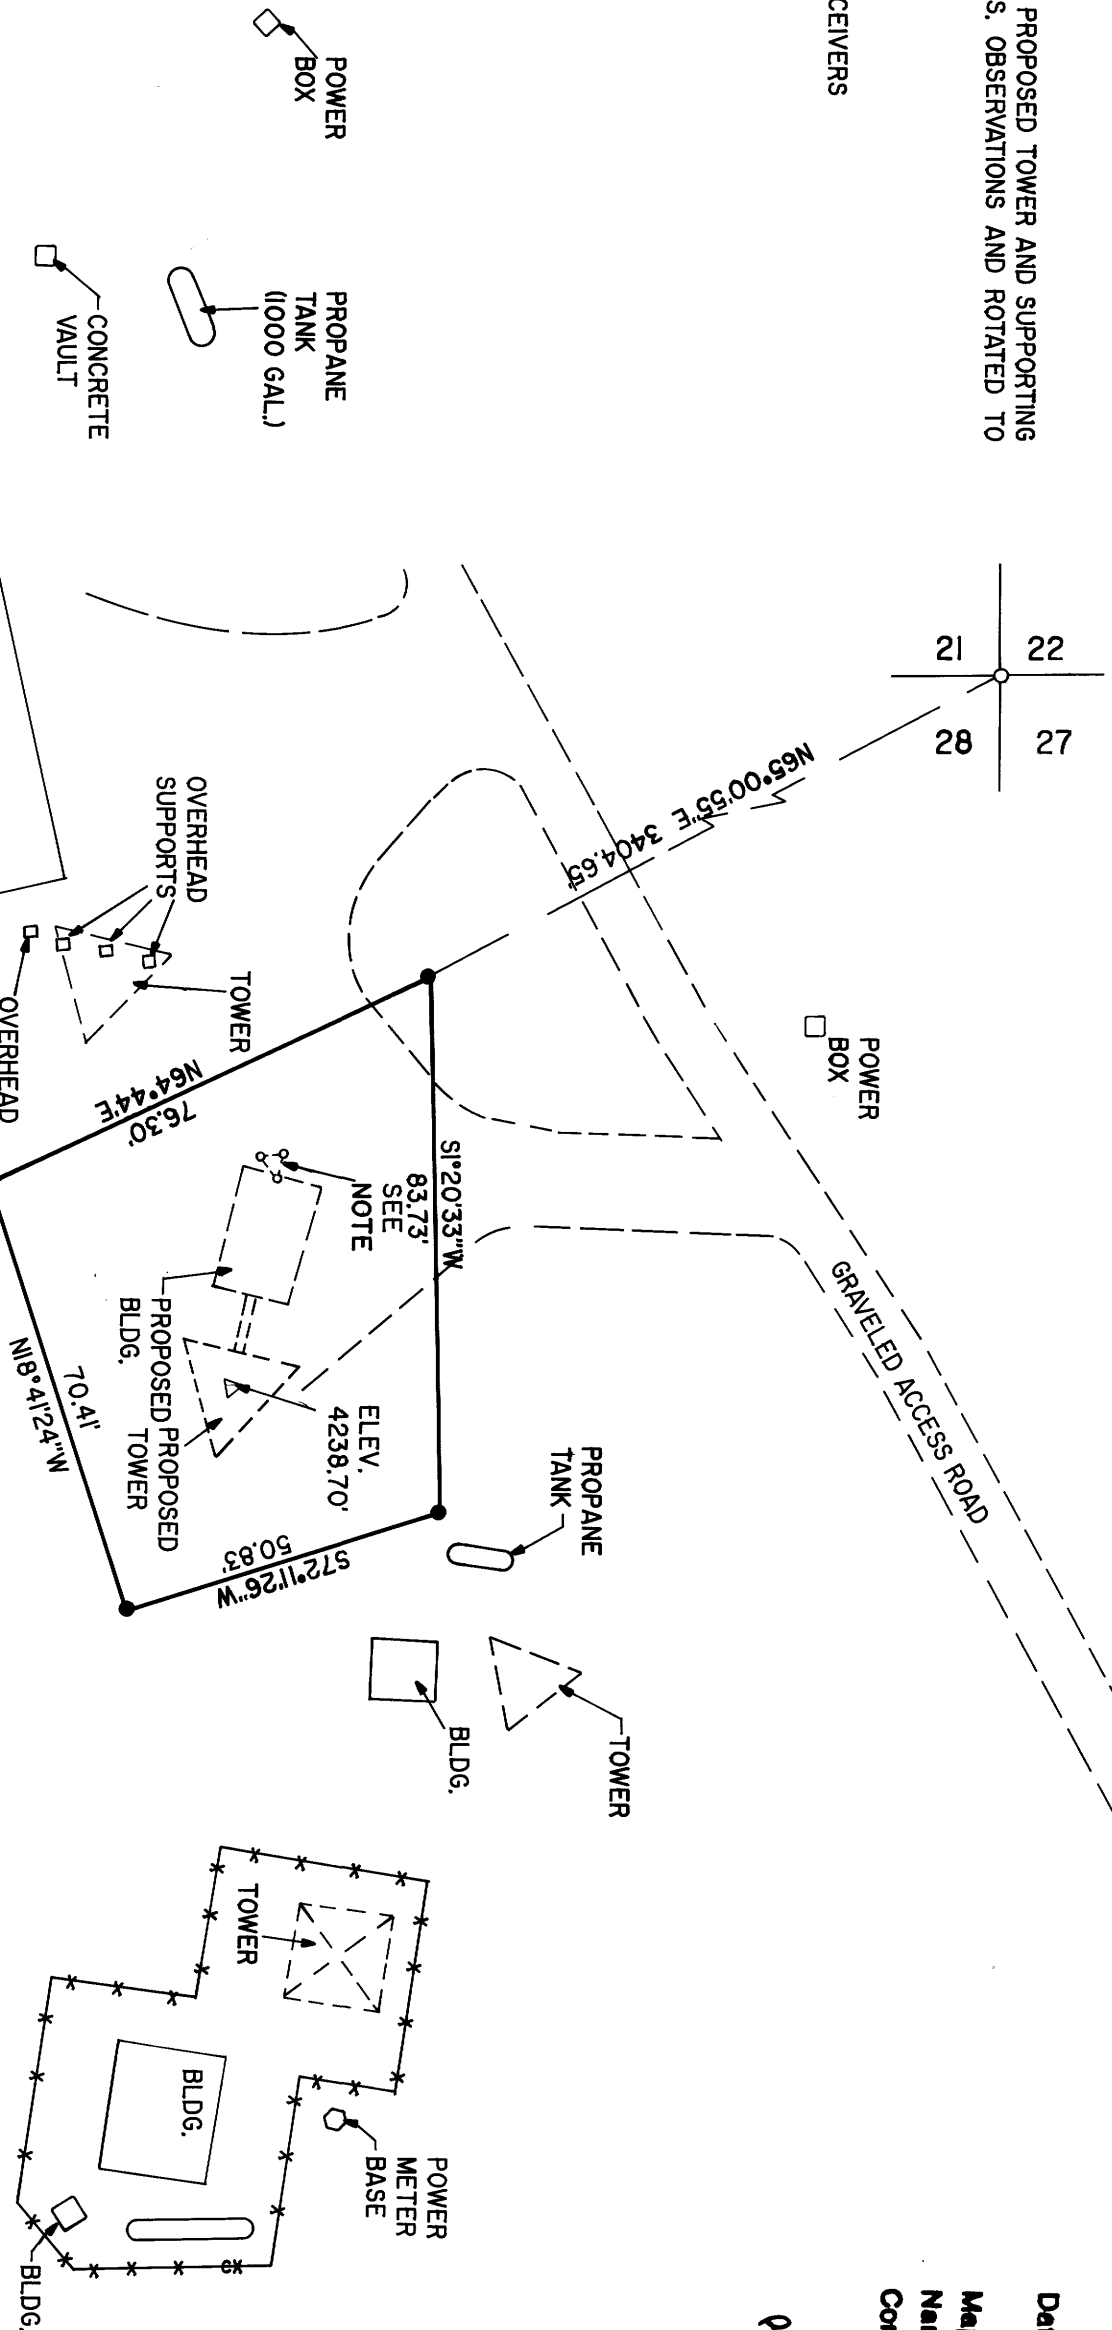 PROPOSED TOWER AND SUPPORTING
S. OBSERVATIONS AND ROTATED TO
CEIVERS
POWER
BOX
PROPANE
TANK
(1000 GAL.)
CONCRETE
VAULT
22
21
27
28
N65°00'55"E 3404.65'
POWER
BOX
GRAVELED ACCESS ROAD
OVERHEAD
SUPPORTS
TOWER
OVERHEAD
N64°44'E
76.30'
S1°20'33"W
83.73'
SEE
NOTE
PROPOSED
BLDG.
PROPOSED
TOWER
ELEV.
4238.70'
70.41'
N18°41'24"W
50.83'
S72°11'26"W
PROPANE
TANK
TOWER
BLDG.
TOWER
BLDG.
POWER
METER
BASE
BLDG.